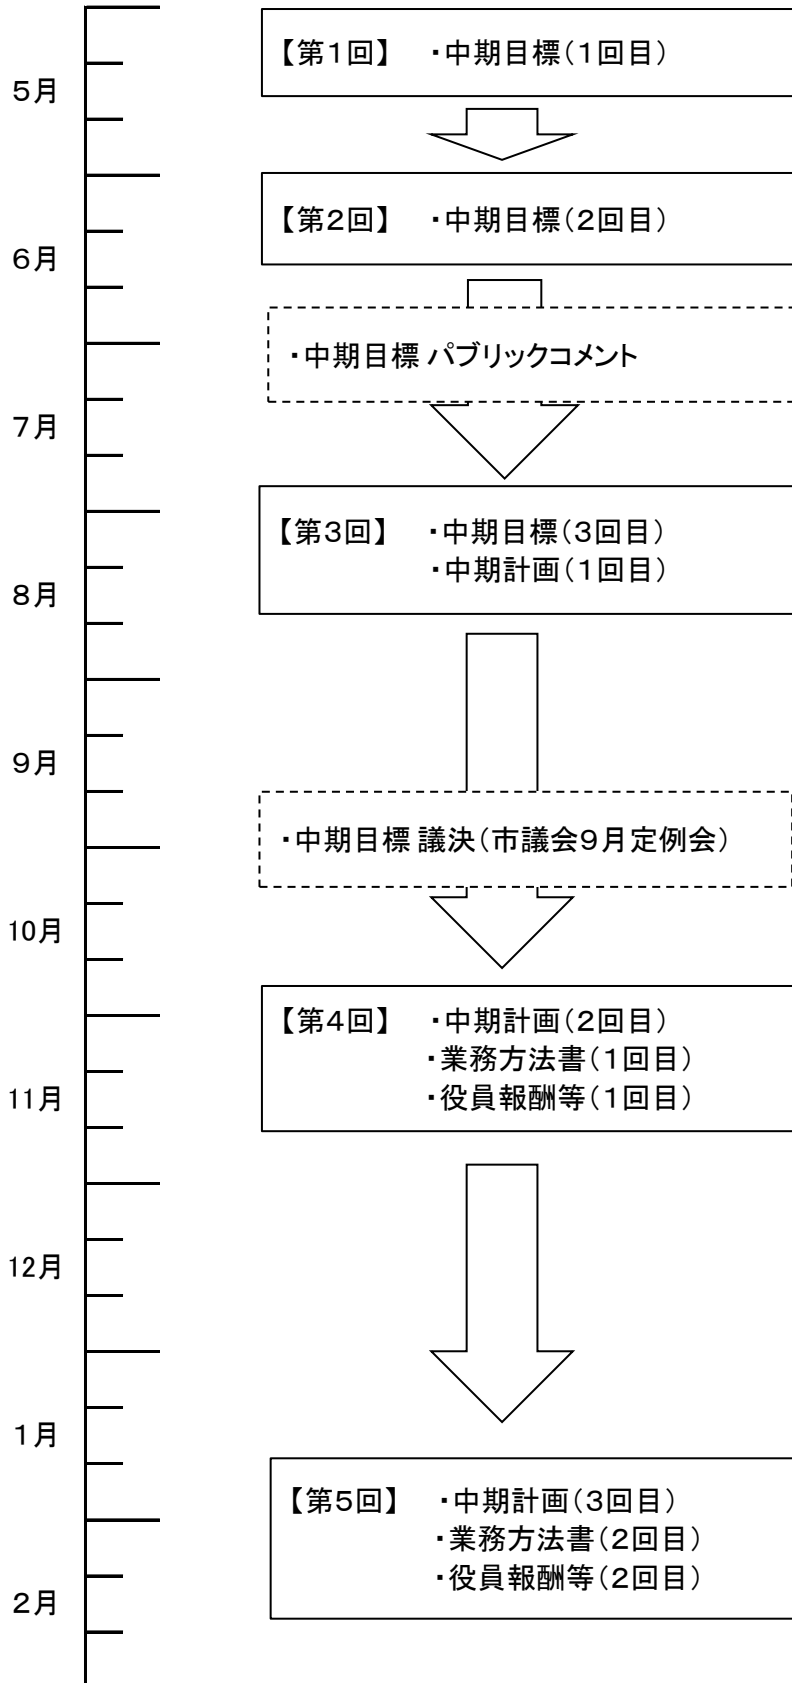 【第1回】 ・中期目標(1回目)
5月
【第2回】 ・中期目標(2回目)
6月
・中期目標 パブリックコメント
7月
【第3回】 ・中期目標(3回目)
・中期計画(1回目)
8月
9月
・中期目標 議決(市議会9月定例会)
10月
【第4回】 ・中期計画(2回目)
・業務方法書(1回目)
・役員報酬等(1回目)
11月
12月
1月
【第5回】 ・中期計画(3回目)
・業務方法書(2回目)
・役員報酬等(2回目)
2月